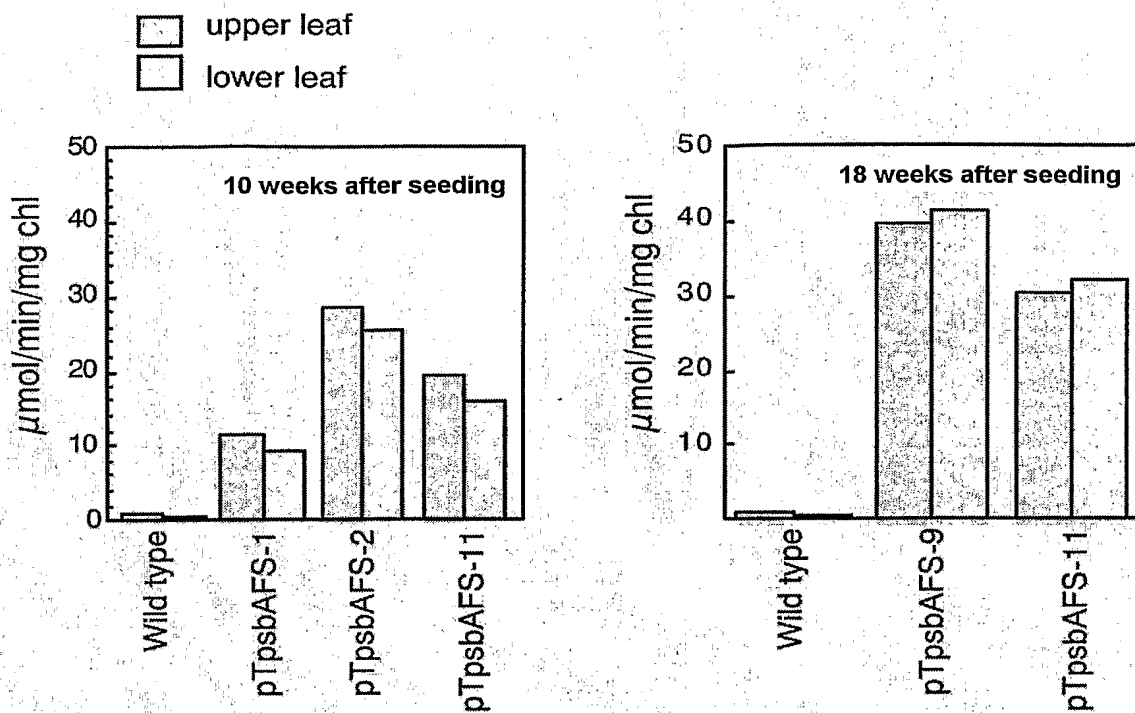 upper leaf
lower leaf
10 weeks after seeding
µmol/min/mg chl
50
40
30
20
10
0
Wild type
pTpsbAFS-1
pTpsbAFS-2
pTpsbAFS-11
18 weeks after seeding
µmol/min/mg chl
50
40
30
20
10
Wild type
pTpsbAFS-9
pTpsbAFS-11